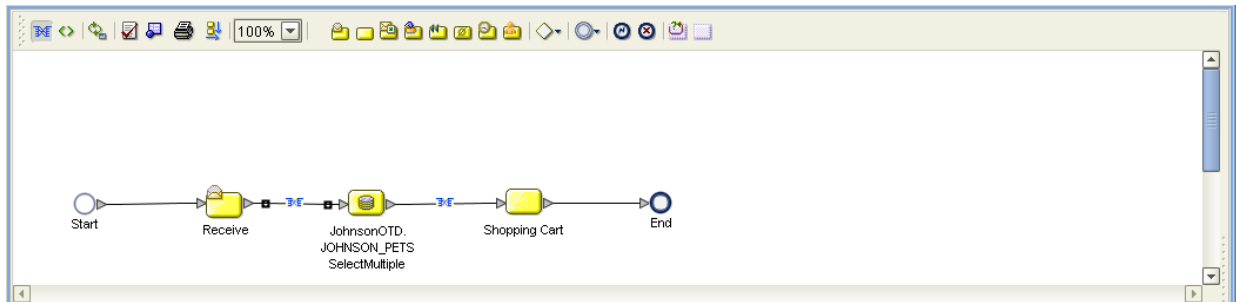 100%
Start
Receive
JohnsonOTD.
JOHNSON_PETS
SelectMultiple
Shopping Cart
End